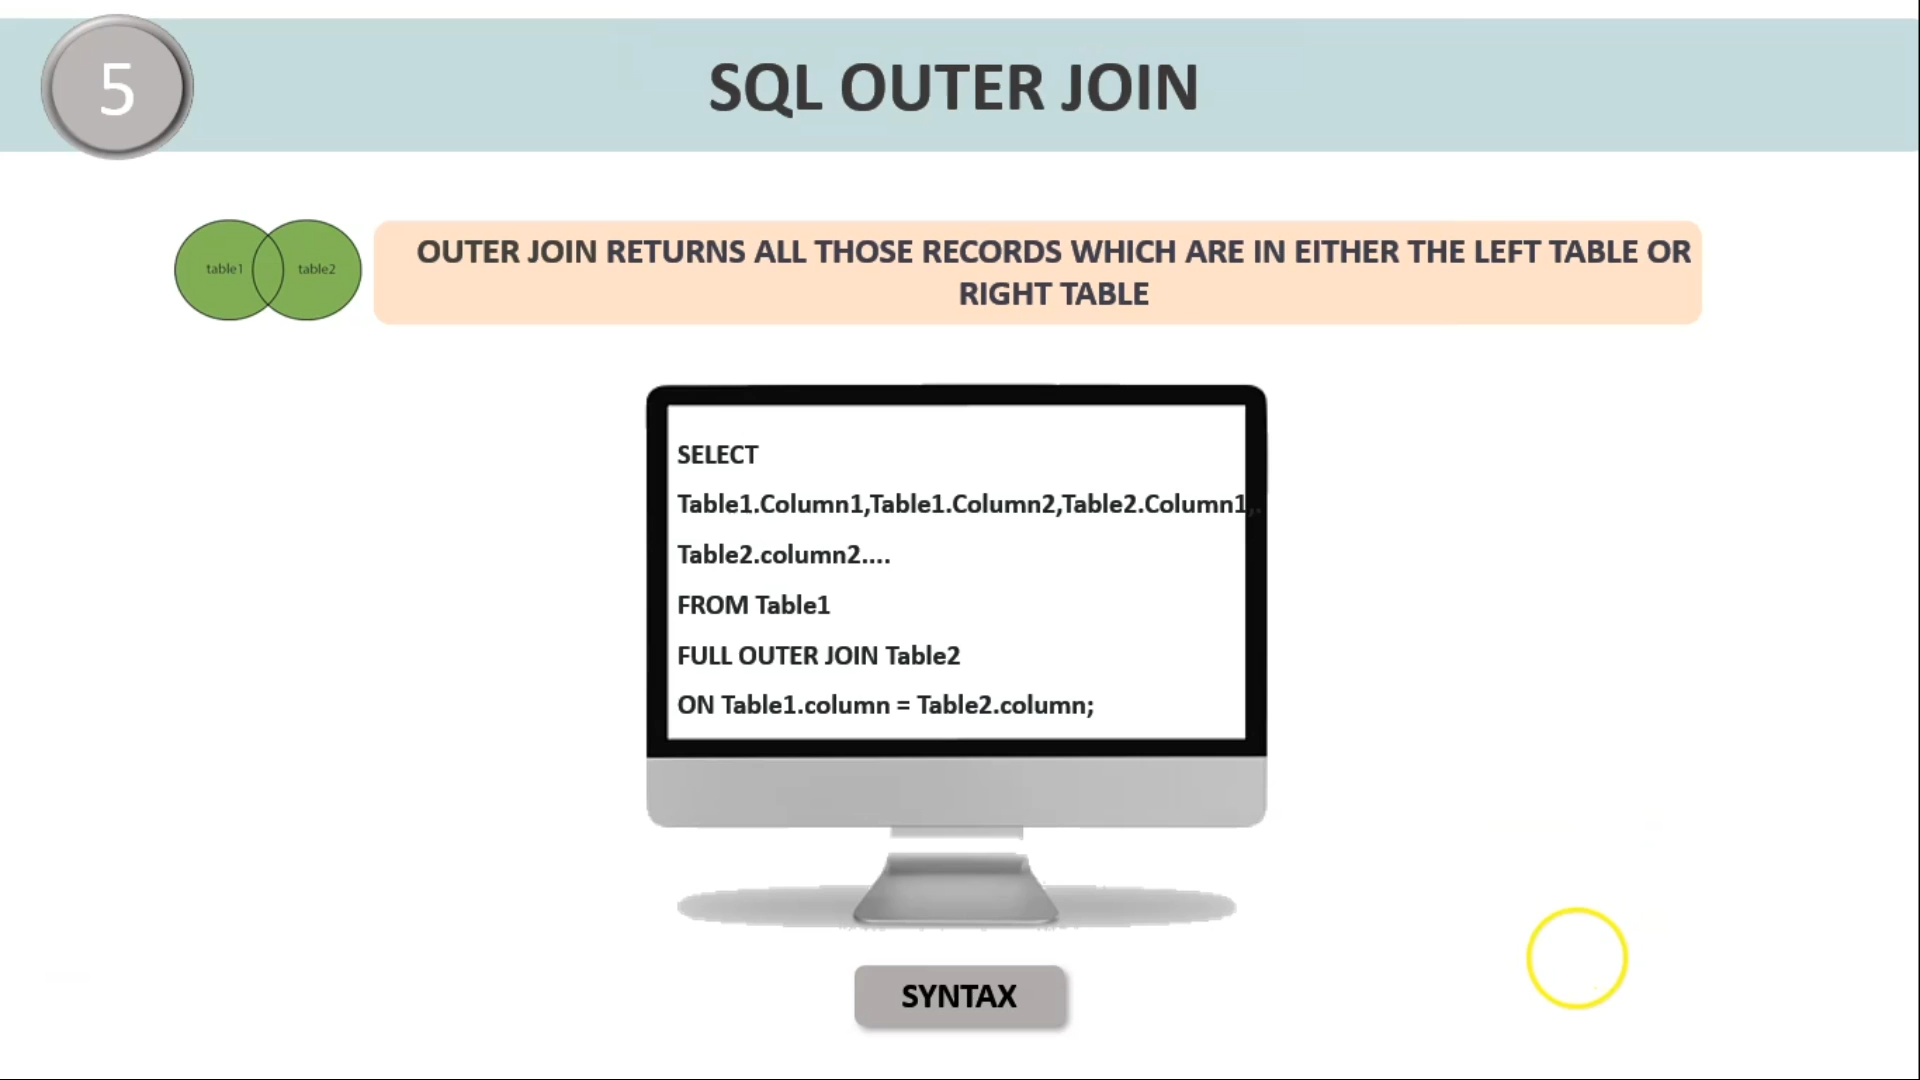 5
SQL OUTER JOIN
table1
table2
OUTER JOIN RETURNS ALL THOSE RECORDS WHICH ARE IN EITHER THE LEFT TABLE OR
RIGHT TABLE
SELECT
Table1.Column1,Table1.Column2,Table2.Column1,.
Table2.column2....
FROM Table1
FULL OUTER JOIN Table2
ON Table1.column = Table2.column;
SYNTAX